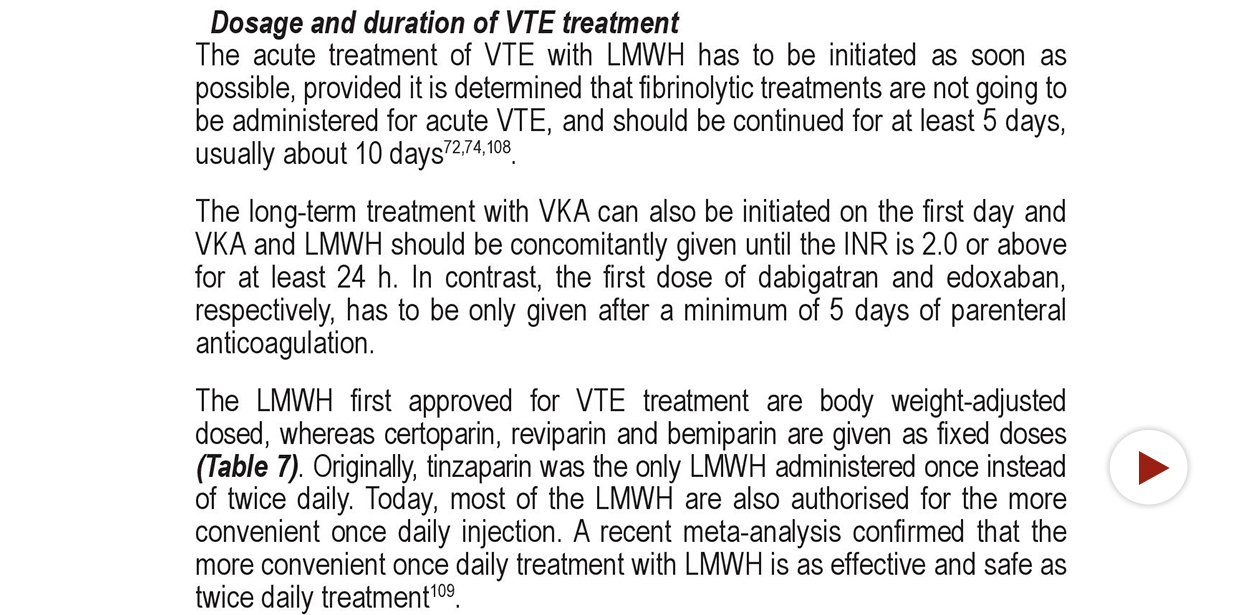 Dosage and duration of VTE treatment
The acute treatment of VTE with LMWH has to be initiated as soon as
possible, provided it is determined that fibrinolytic treatments are not going to
be administered for acute VTE, and should be continued for at least 5 days,
usually about 10 days72,74,108.
The long-term treatment with VKA can also be initiated on the first day and
VKA and LMWH should be concomitantly given until the INR is 2.0 or above
for at least 24 h. In contrast, the first dose of dabigatran and edoxaban,
respectively, has to be only given after a minimum of 5 days of parenteral
anticoagulation.
The LMWH first approved for VTE treatment are body weight-adjusted
dosed, whereas certoparin, reviparin and bemiparin are given as fixed doses
(Table 7). Originally, tinzaparin was the only LMWH administered once instead
of twice daily. Today, most of the LMWH are also authorised for the more
convenient once daily injection. A recent meta-analysis confirmed that the
more convenient once daily treatment with LMWH is as effective and safe as
twice daily treatment109.